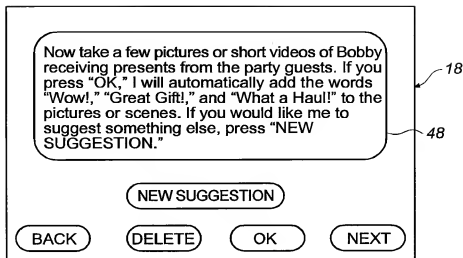 Now take a few pictures or short videos of Bobby
receiving presents from the party guests. If you
press “OK,” I will automatically add the words
“Wow!,” “Great Gift!,” and “What a Haul!” to the
pictures or scenes. If you would like me to
suggest something else, press “NEW
SUGGESTION.”
18
48
NEW SUGGESTION
BACK DELETE OK NEXT